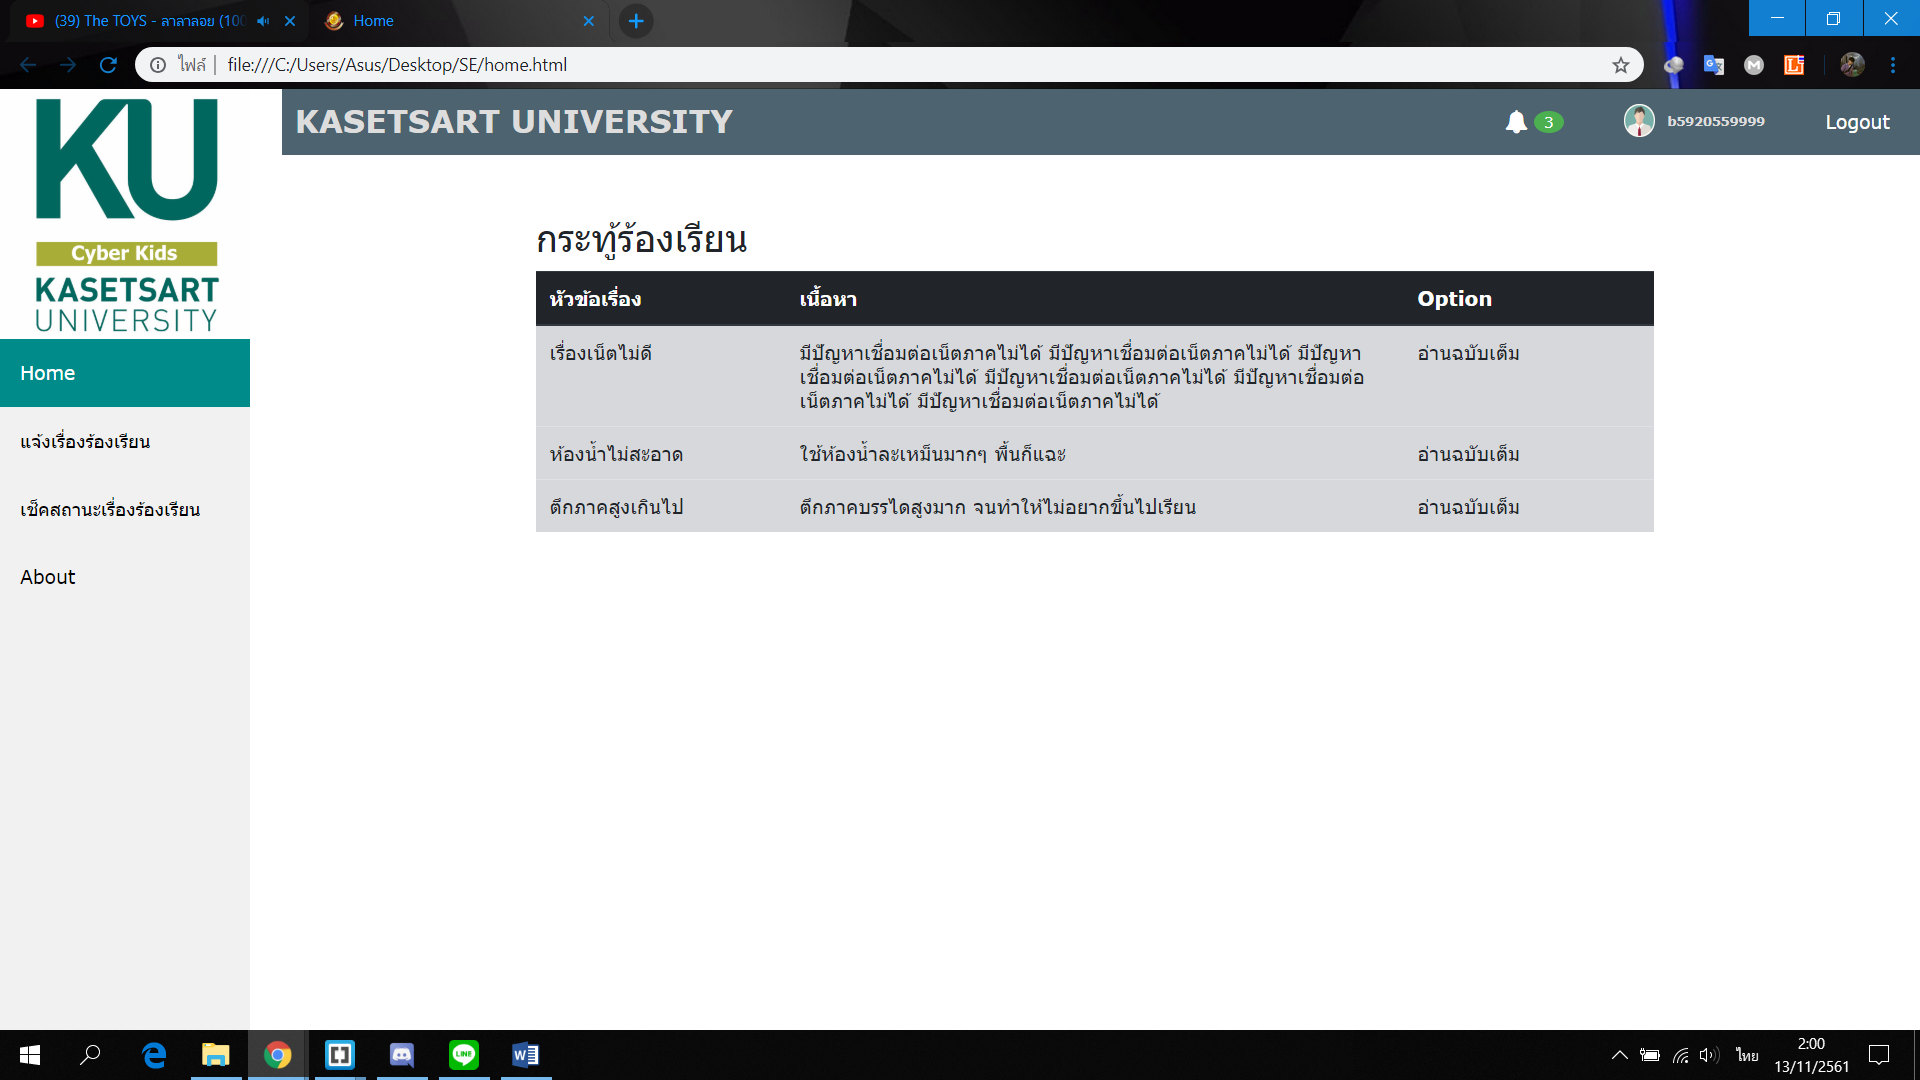 (39) The TOYS - ลาลาลอย (100
Home
ไฟล์ | file:///C:/Users/Asus/Desktop/SE/home.html
KU
Cyber Kids
KASETSART
UNIVERSITY
KASETSART UNIVERSITY
3
b5920559999
Logout
Home
แจ้งเรื่องร้องเรียน
เช็คสถานะเรื่องร้องเรียน
About
กระทู้ร้องเรียน
หัวข้อเรื่อง เนื้อหา Option
เรื่องเน็ตไม่ดี มีปัญหาเชื่อมต่อเน็ตภาคไม่ได้ มีปัญหาเชื่อมต่อเน็ตภาคไม่ได้ มีปัญหา อ่านฉบับเต็ม
เชื่อมต่อเน็ตภาคไม่ได้ มีปัญหาเชื่อมต่อเน็ตภาคไม่ได้ มีปัญหาเชื่อมต่อ
เน็ตภาคไม่ได้ มีปัญหาเชื่อมต่อเน็ตภาคไม่ได้
ห้องน้ำไม่สะอาด ใช้ห้องน้ำละเหม็นมากๆ พื้นก็แฉะ อ่านฉบับเต็ม
ตึกภาคสูงเกินไป ตึกภาคบรรไดสูงมาก จนทำให้ไม่อยากขึ้นไปเรียน อ่านฉบับเต็ม
LINE
ไทย
2:00
13/11/2561